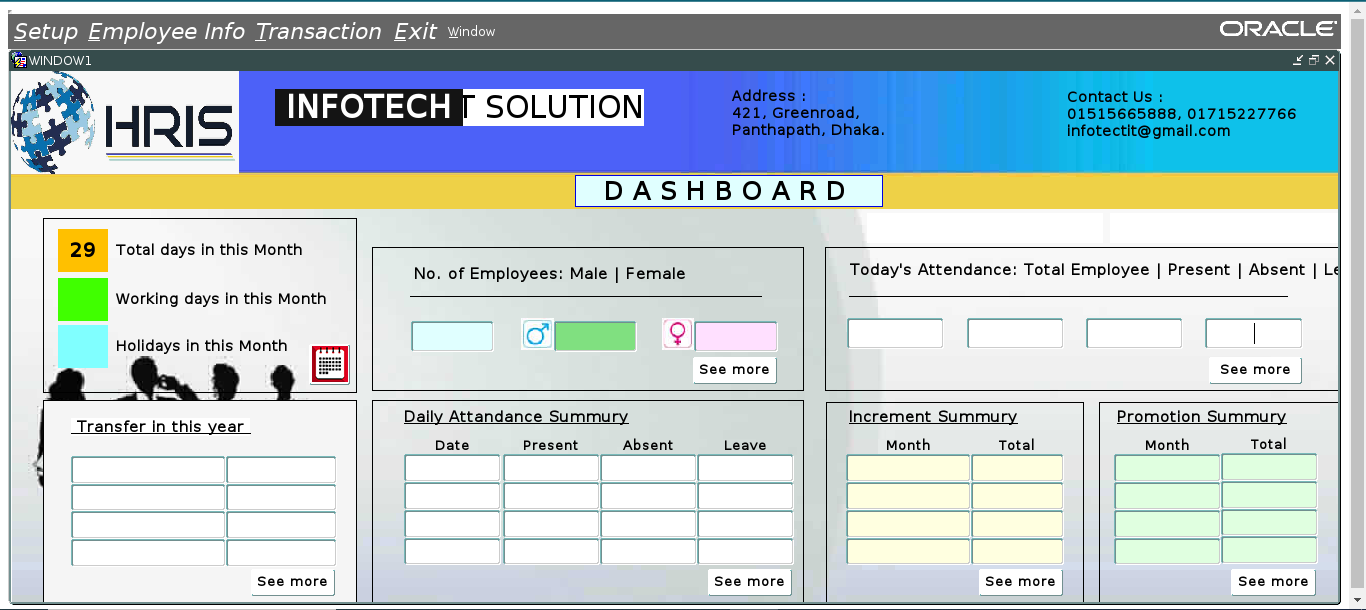 Setup Employee Info Transaction Exit Window
ORACLE
WINDOW1
HRIS
INFOTECH T SOLUTION
Address :
421, Greenroad,
Panthapath, Dhaka.
Contact Us :
01515665888, 01715227766
infotectit@gmail.com
DASHBOARD
29 Total days in this Month
Working days in this Month
Holidays in this Month
No. of Employees: Male | Female
See more
Today's Attendance: Total Employee | Present | Absent | Le
See more
Transfer in this year
See more
Daily Attandance Summury
Date Present Absent Leave
See more
Increment Summury
Month Total
See more
Promotion Summury
Month Total
See more